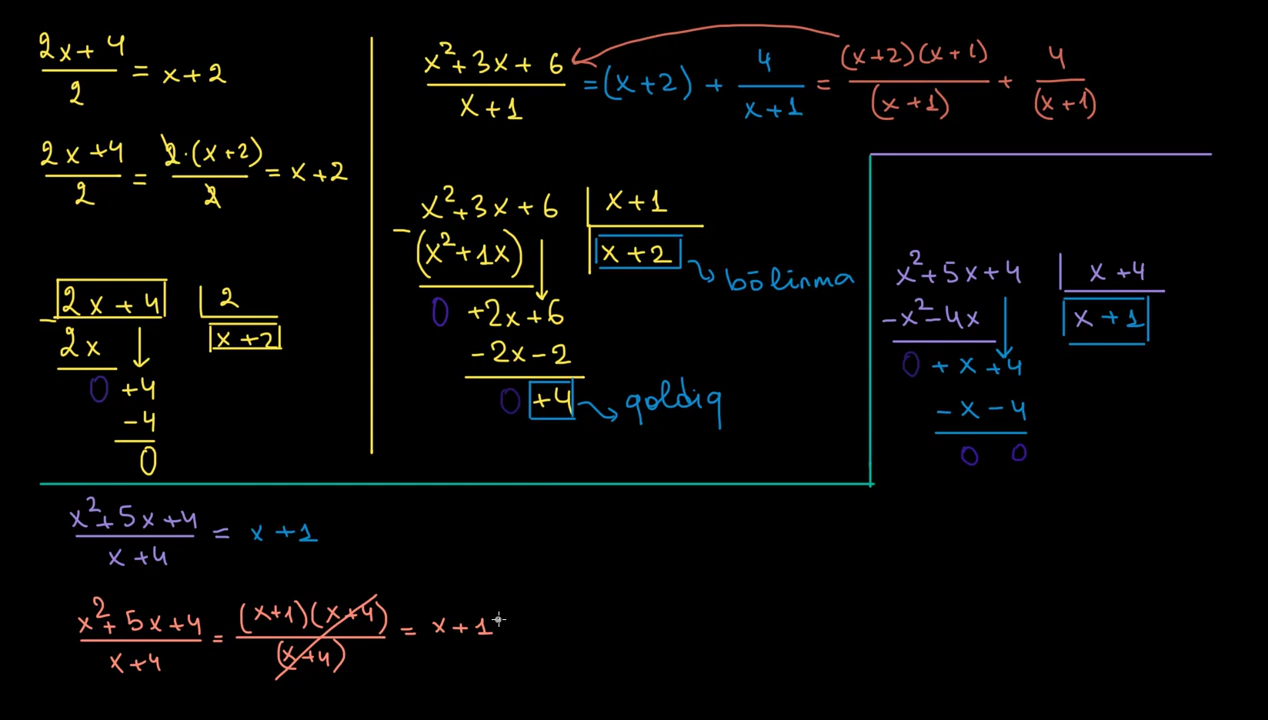 (2x+4)/2 = x+2
(2x+4)/2 = 2·(x+2)/2 = x+2
2x+4 | 2
- 2x | x+2
0 +4
-4
0
(x²+3x+6)/(x+1) = (x+2) + 4/(x+1) = (x+2)(x+1)/(x+1) + 4/(x+1)
x²+3x+6 | x+1
-(x²+1x) | x+2 → bōlinma
0 +2x+6
-2x-2
0 +4 → qoldiq
x²+5x+4 | x+4
-x²-4x | x+1
0 +x+4
-x-4
0 0
(x²+5x+4)/(x+4) = x+1
(x²+5x+4)/(x+4) = (x+1)(x+4)/(x+4) = x+1